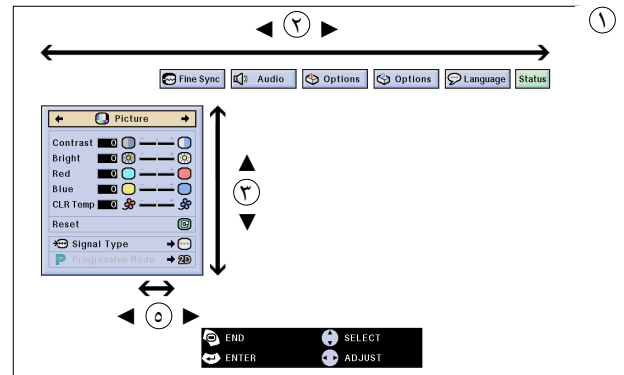 ١
◀ ٢ ▶
Fine Sync Audio Options Options Language Status
Picture
Contrast 0
Bright 0
Red 0
Blue 0
CLR Temp 0
Reset
Signal Type
P Progressive Mode 2D
▲
٣
▼
◀ ٥ ▶
END SELECT
ENTER ADJUST